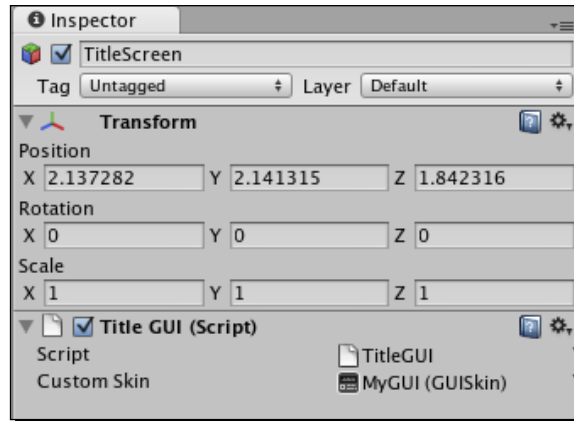 Inspector
TitleScreen
Tag Untagged Layer Default
Transform
Position
X 2.137282 Y 2.141315 Z 1.842316
Rotation
X 0 Y 0 Z 0
Scale
X 1 Y 1 Z 1
Title GUI (Script)
Script TitleGUI
Custom Skin MyGUI (GUISkin)